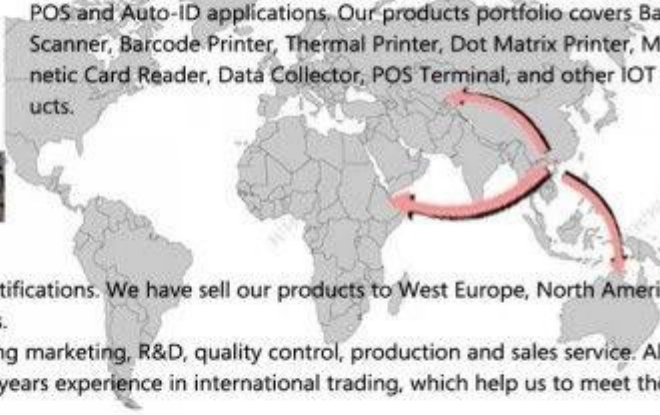 POS and Auto-ID applications. Our products portfolio covers Ba
Scanner, Barcode Printer, Thermal Printer, Dot Matrix Printer, M
netic Card Reader, Data Collector, POS Terminal, and other IOT
ucts.
tifications. We have sell our products to West Europe, North Ameri
s.
ng marketing, R&D, quality control, production and sales service. Al
years experience in international trading, which help us to meet the